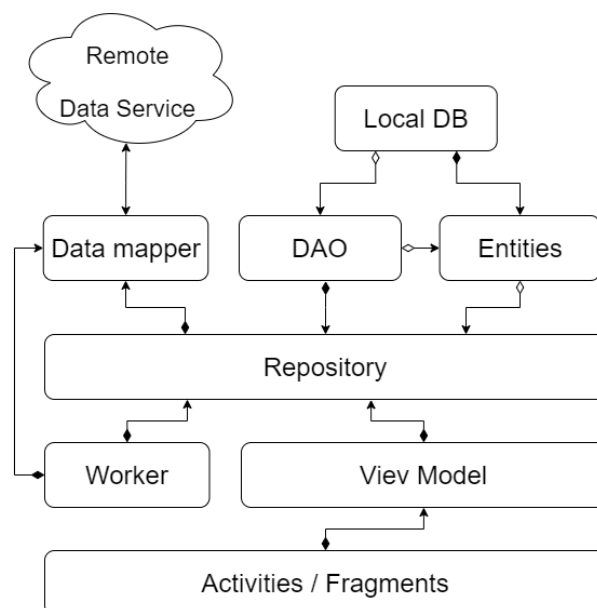 Remote
Data Service
Local DB
Data mapper
DAO
Entities
Repository
Worker
Viev Model
Activities / Fragments